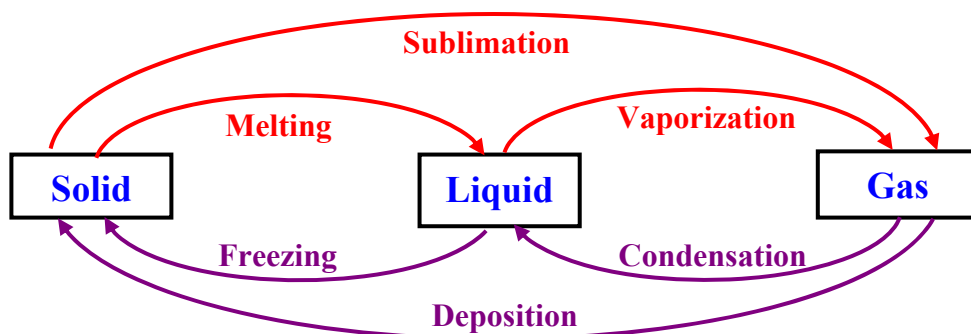 Sublimation
Melting
Vaporization
Solid
Liquid
Gas
Freezing
Condensation
Deposition